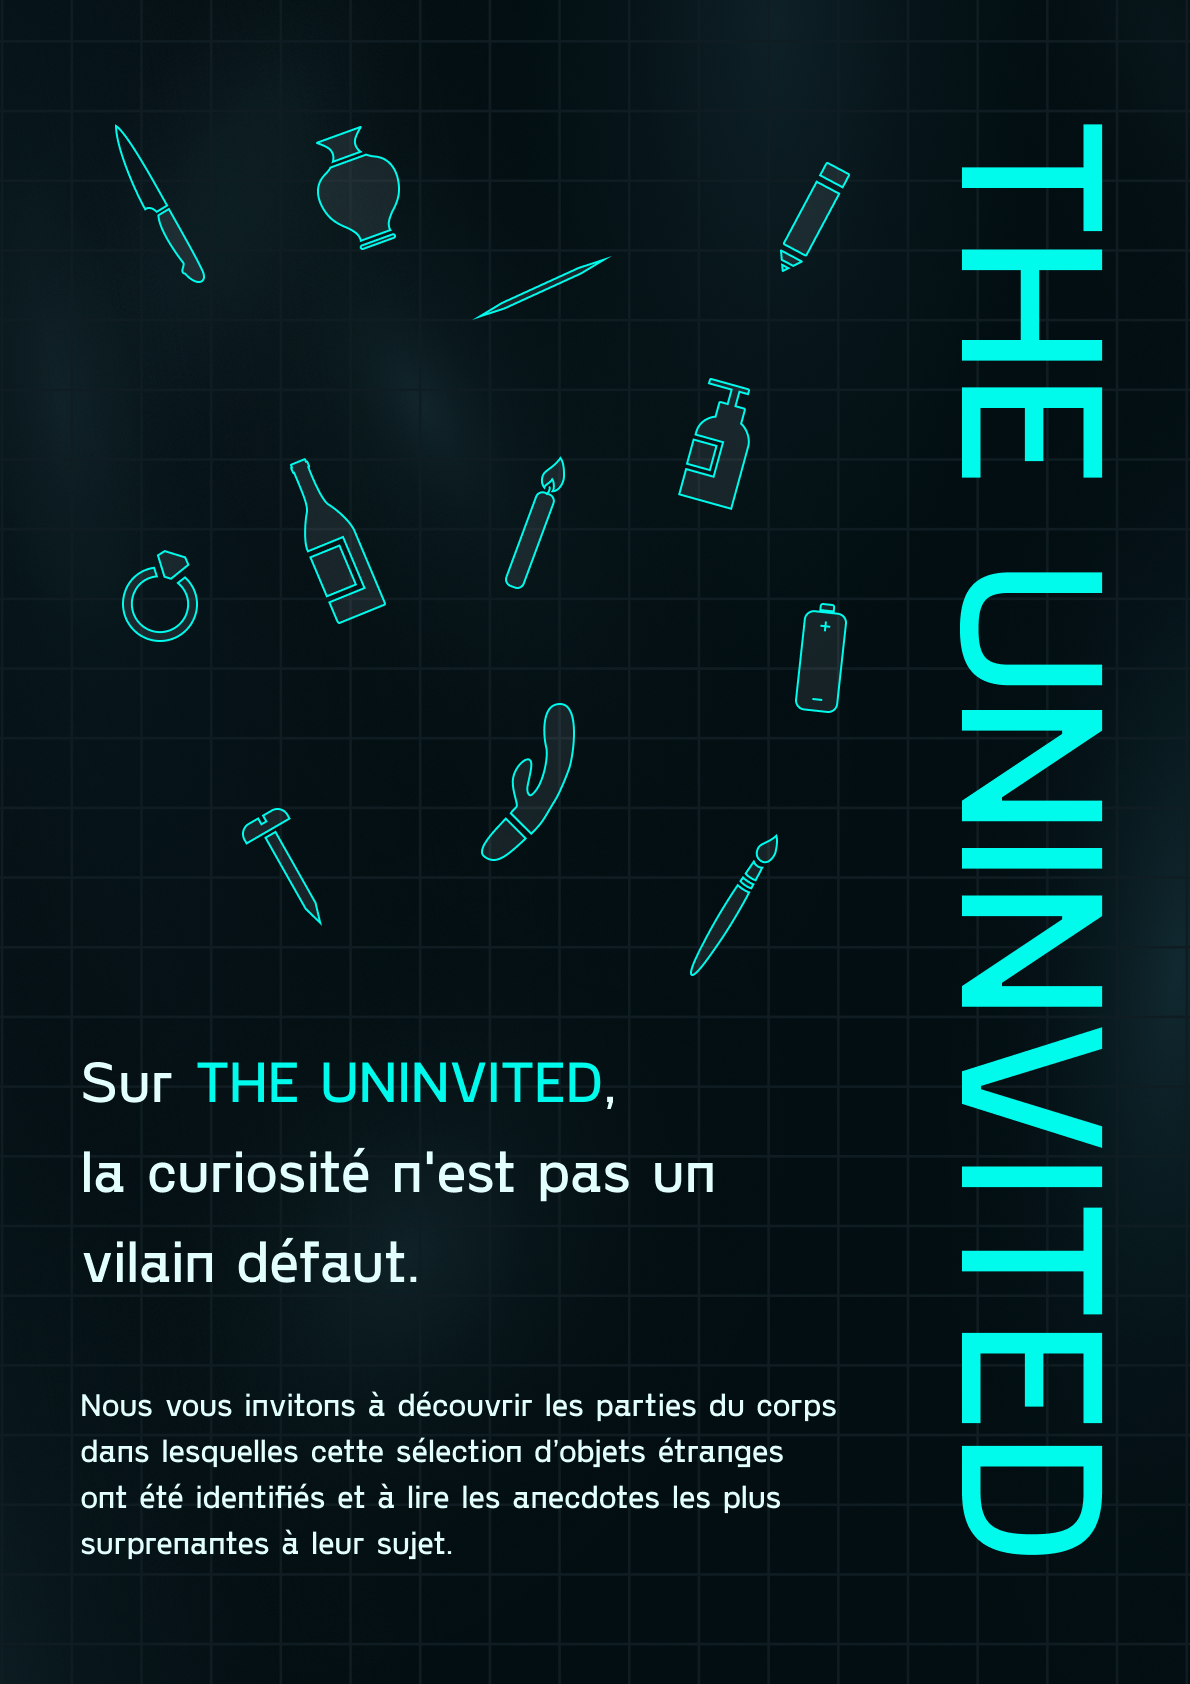 THE UNINVITED
Sur THE UNINVITED,
la curiosité n'est pas un
vilain défaut.
Nous vous invitons à découvrir les parties du corps
dans lesquelles cette sélection d’objets étranges
ont été identifiés et à lire les anecdotes les plus
surprenantes à leur sujet.